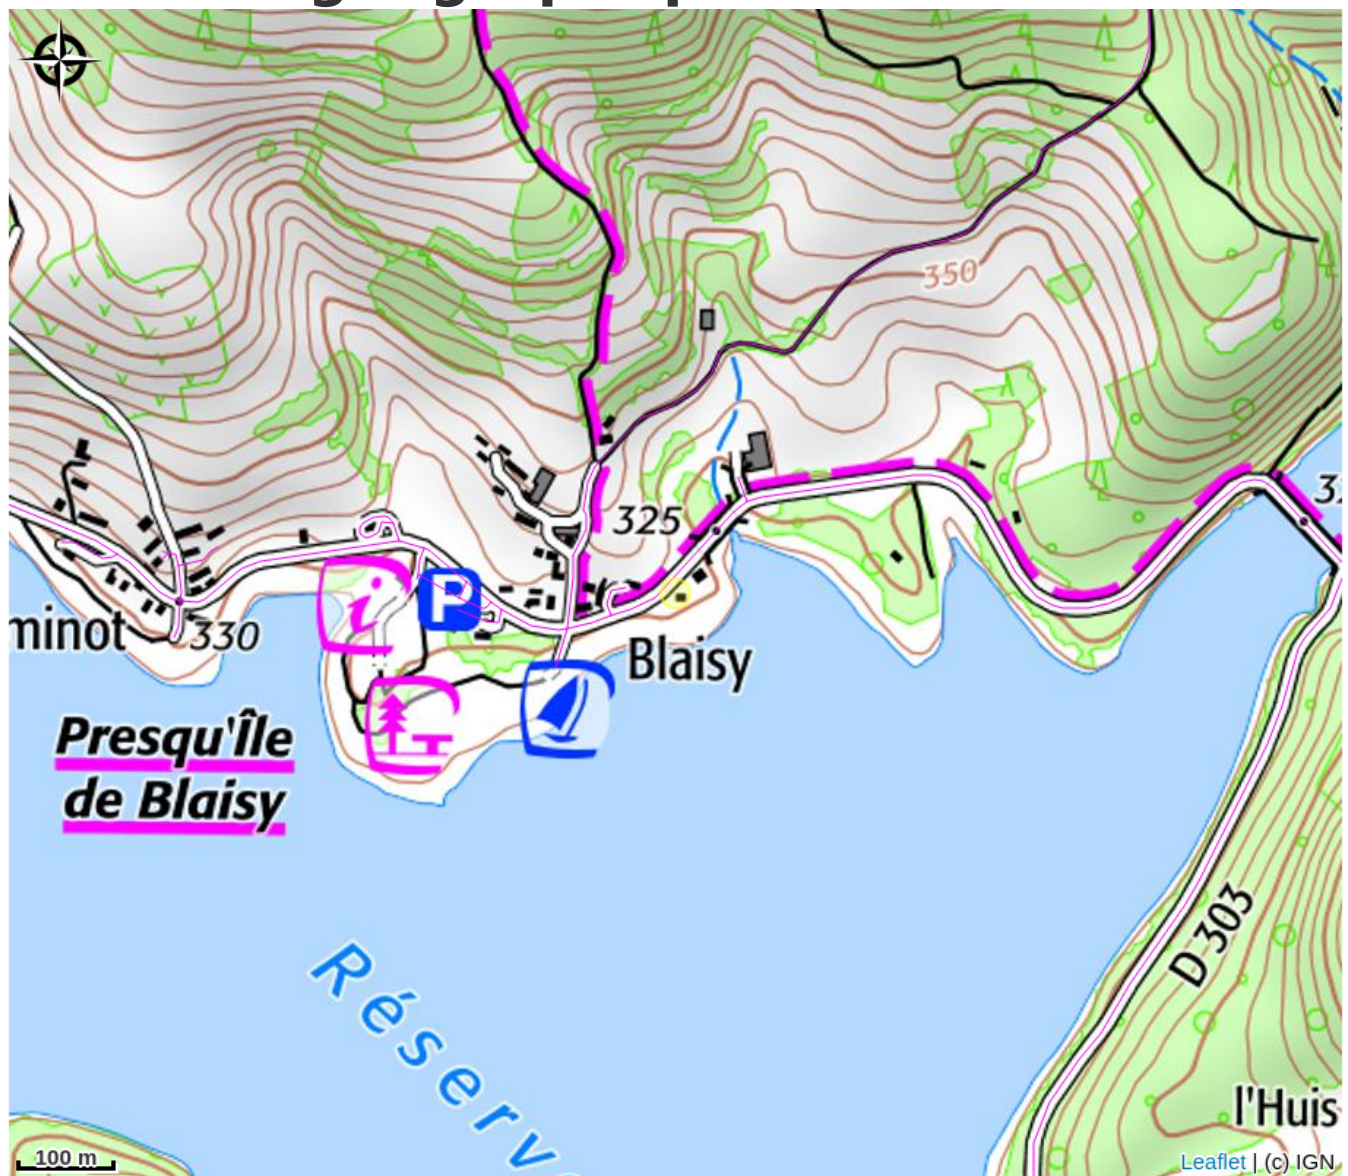 350
325
P
i
minot
330
Blaisy
Presqu'Île
de Blaisy
D 303
Réserv
l'Huis
100 m
Leaflet | (c) IGN